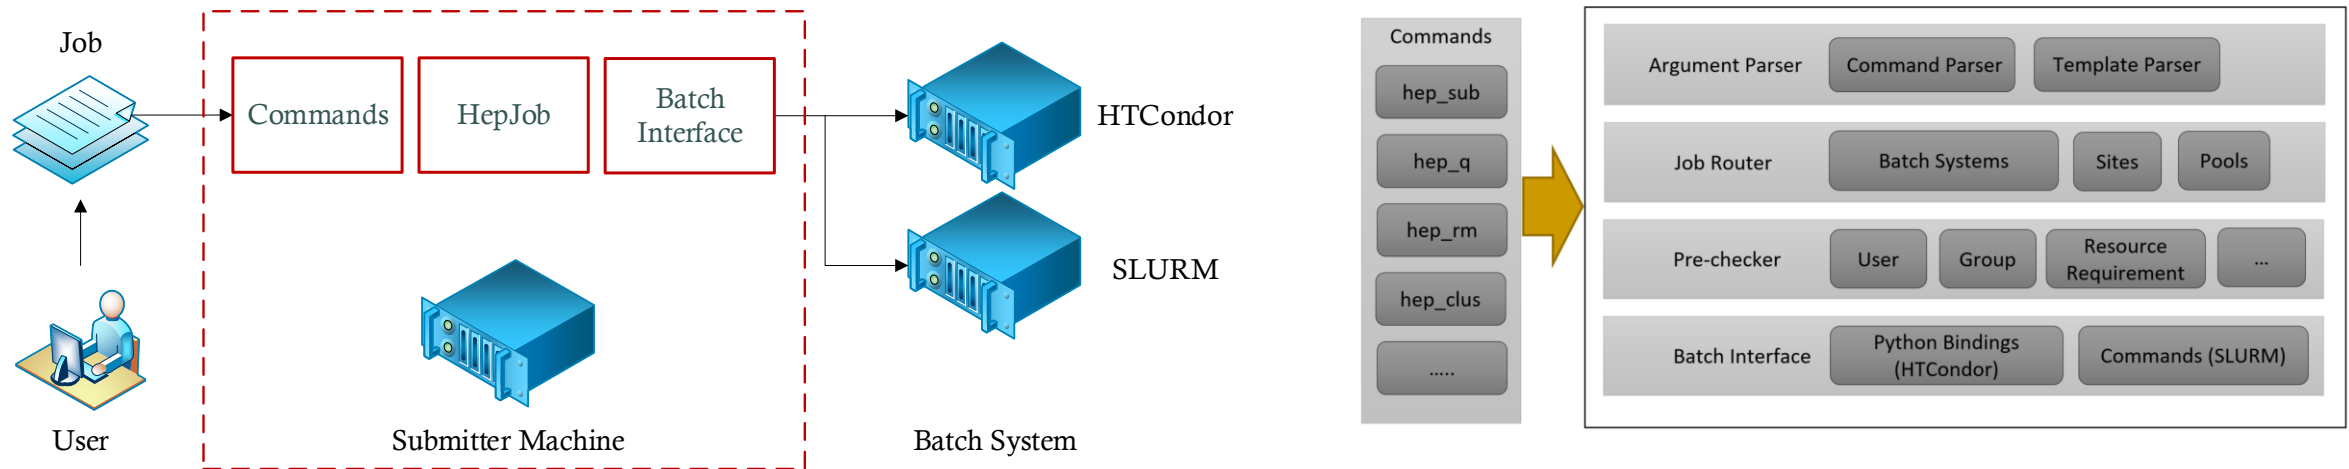 Job
Commands
HepJob
Batch
Interface
HTCondor
SLURM
User
Submitter Machine
Batch System
Commands
hep_sub
hep_q
hep_rm
hep_clus
.....
Argument Parser
Command Parser
Template Parser
Job Router
Batch Systems
Sites
Pools
Pre-checker
User
Group
Resource
Requirement
...
Batch Interface
Python Bindings
(HTCondor)
Commands (SLURM)